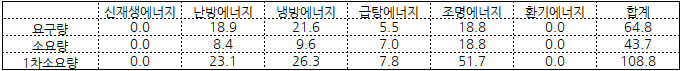 신재생에너지 난방에너지 냉방에너지 급탕에너지 조명에너지 환기에너지 합계
요구량 0.0 18.9 21.6 5.5 18.8 0.0 64.8
소요량 0.0 8.4 9.6 7.0 18.8 0.0 43.7
1차소요량 0.0 23.1 26.3 7.8 51.7 0.0 108.8